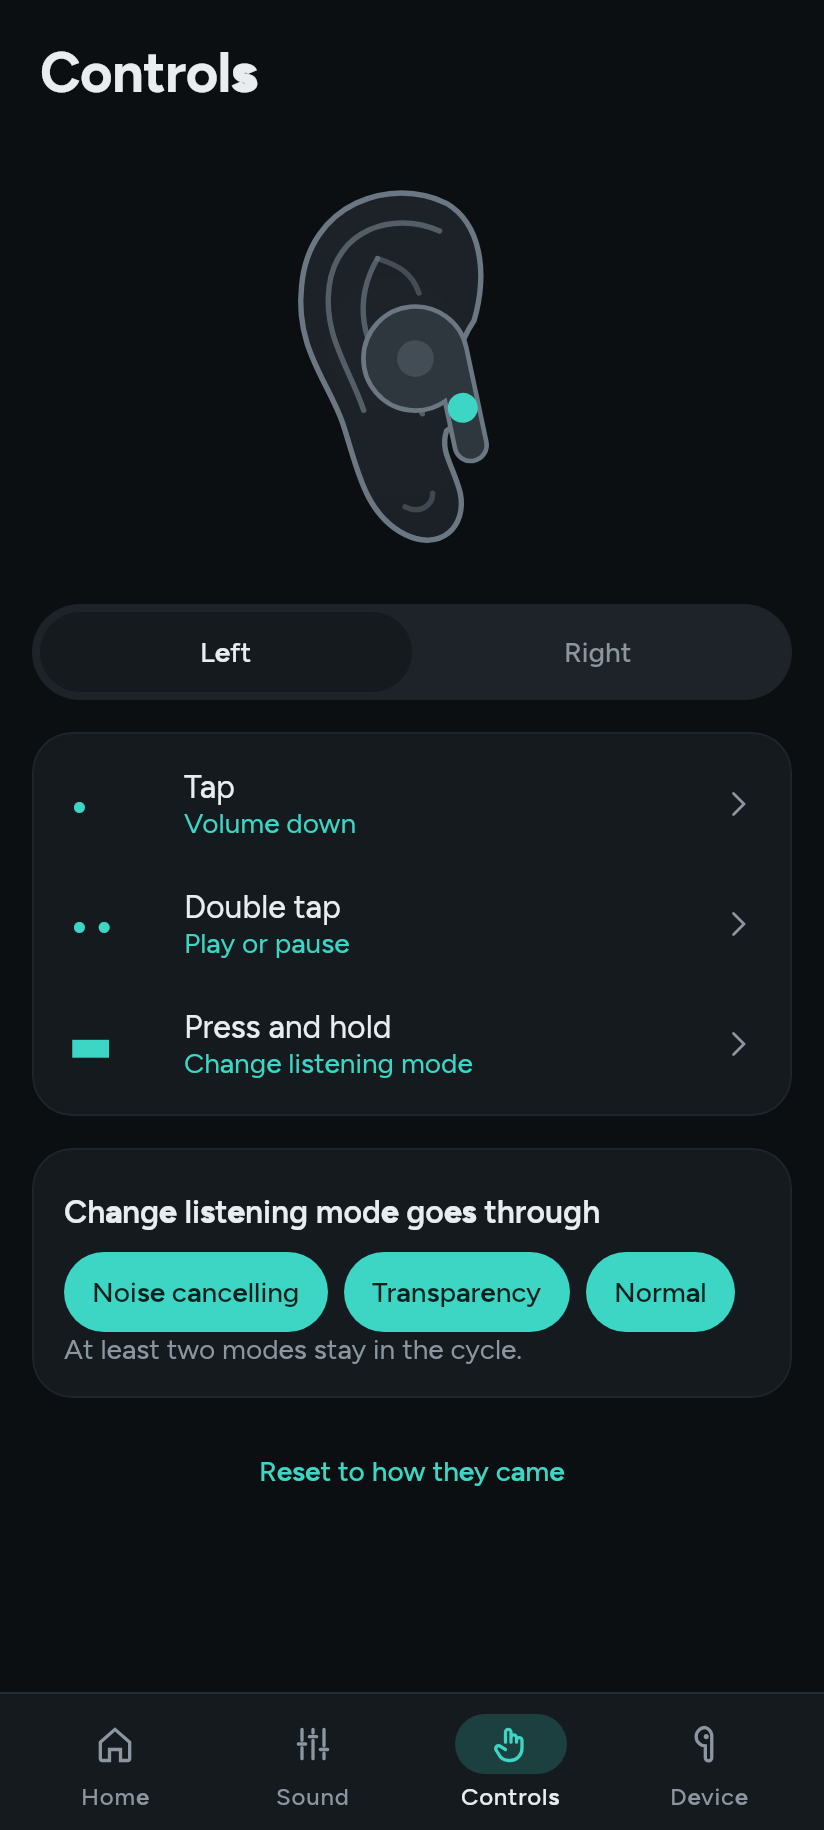 Controls
Left
Right
Tap
Volume down
Double tap
Play or pause
Press and hold
Change listening mode
Change listening mode goes through
Noise cancelling
Transparency
Normal
At least two modes stay in the cycle.
Reset to how they came
Home
Sound
Controls
Device